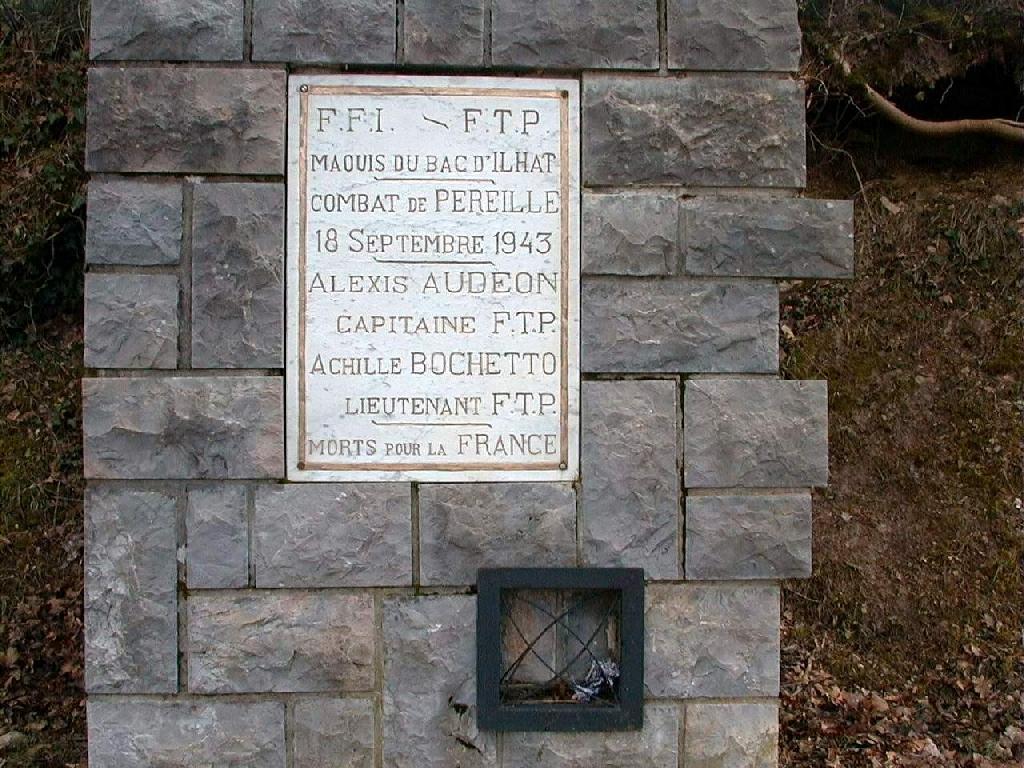 F.F.I. ~ F.T.P
MAQUIS DU BAC D'ILHAT
COMBAT DE PEREILLE
18 SEPTEMBRE 1943
ALEXIS AUDEON
CAPITAINE F.T.P.
ACHILLE BOCHETTO
LIEUTENANT F.T.P.
MORTS POUR LA FRANCE